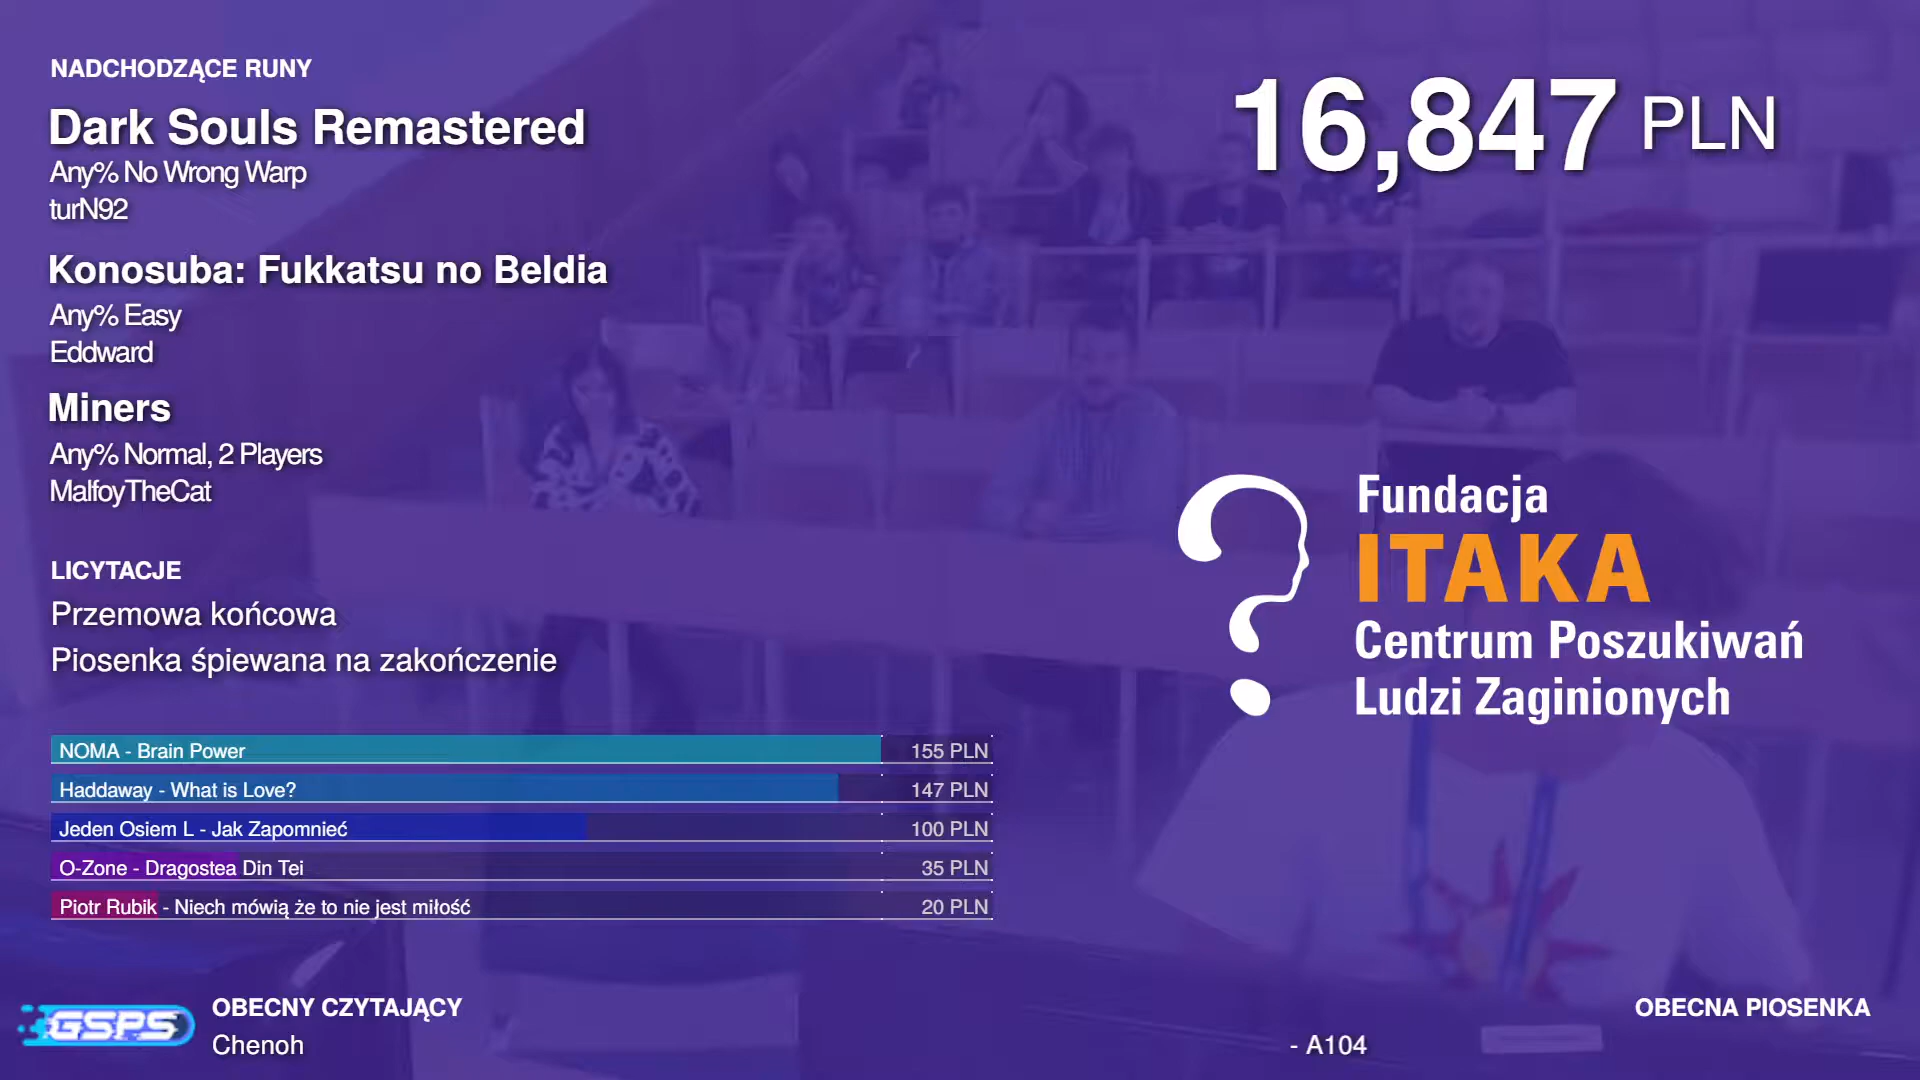 NADCHODZĄCE RUNY
Dark Souls Remastered
Any% No Wrong Warp
turN92
Konosuba: Fukkatsu no Beldia
Any% Easy
Eddward
Miners
Any% Normal, 2 Players
MalfoyTheCat
LICYTACJE
Przemowa końcowa
Piosenka śpiewana na zakończenie
NOMA - Brain Power 155 PLN
Haddaway - What is Love? 147 PLN
Jeden Osiem L - Jak Zapomnieć 100 PLN
O-Zone - Dragostea Din Tei 35 PLN
Piotr Rubik - Niech mówią że to nie jest miłość 20 PLN
16,847 PLN
Fundacja
ITAKA
Centrum Poszukiwań
Ludzi Zaginionych
GSPS
OBECNY CZYTAJĄCY
Chenoh
OBECNA PIOSENKA
- A104